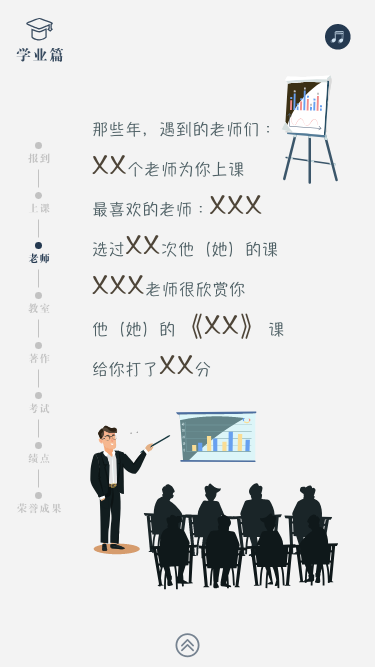 学业篇
那些年，遇到的老师们：
XX个老师为你上课
最喜欢的老师：XXX
选过XX次他（她）的课
XXX老师很欣赏你
他（她）的《XX》课
给你打了XX分
报到
上课
老师
教室
著作
考试
绩点
荣誉成果